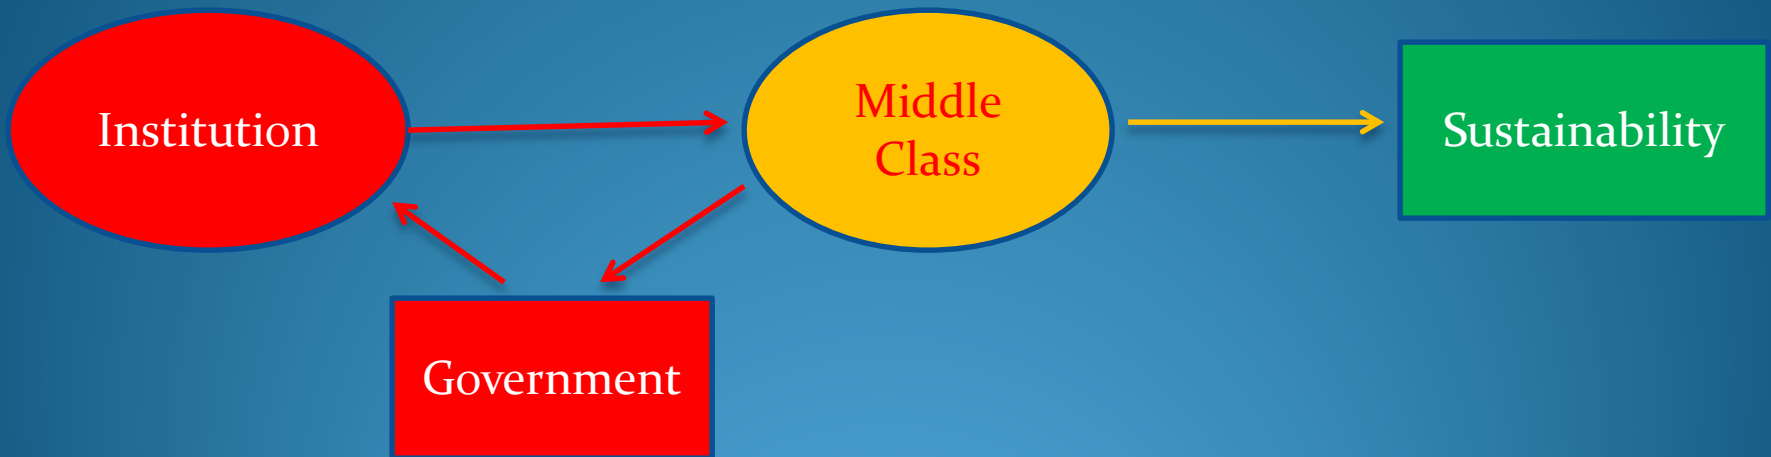 Institution
Middle
Class
Sustainability
Government